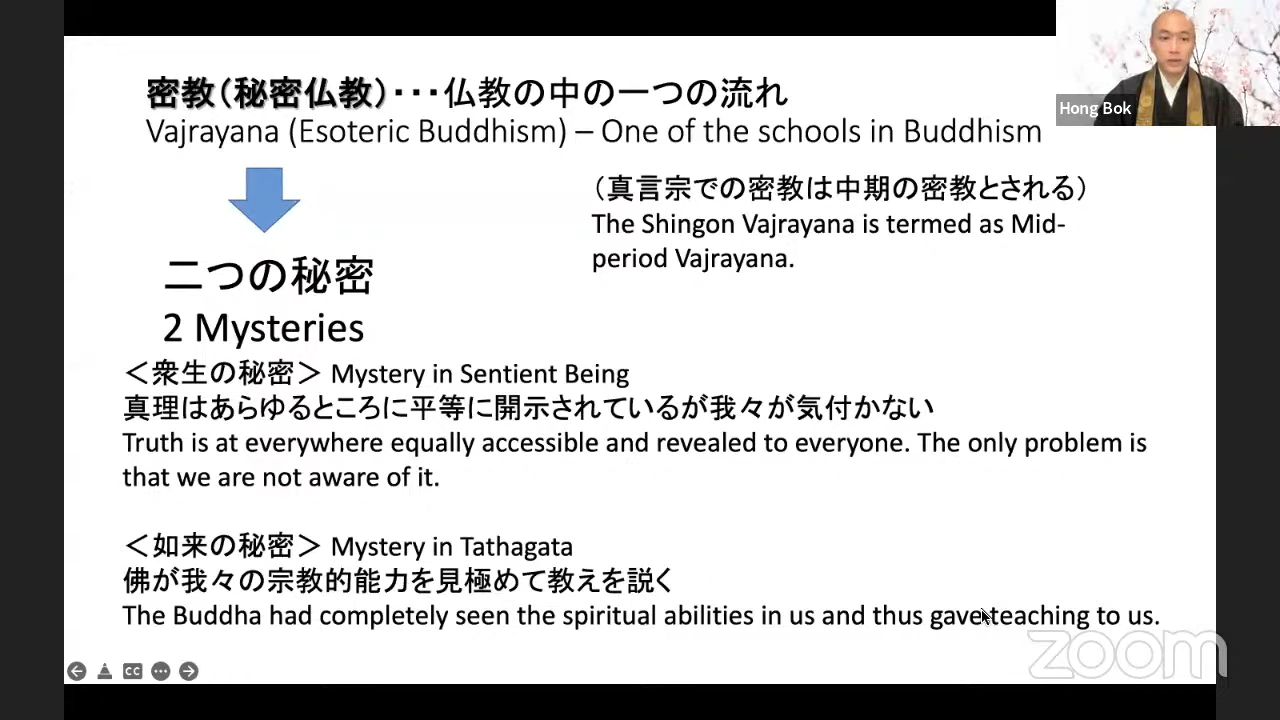 密教（秘密仏教）・・・仏教の中の一つの流れ
Vajrayana (Esoteric Buddhism) – One of the schools in Buddhism
（真言宗での密教は中期の密教とされる）
The Shingon Vajrayana is termed as Mid-
period Vajrayana.
二つの秘密
2 Mysteries
＜衆生の秘密＞ Mystery in Sentient Being
真理はあらゆるところに平等に開示されているが我々が気付かない
Truth is at everywhere equally accessible and revealed to everyone. The only problem is
that we are not aware of it.
＜如来の秘密＞ Mystery in Tathagata
佛が我々の宗教的能力を見極めて教えを説く
The Buddha had completely seen the spiritual abilities in us and thus gave teaching to us.
Hong Bok
CC
zoom